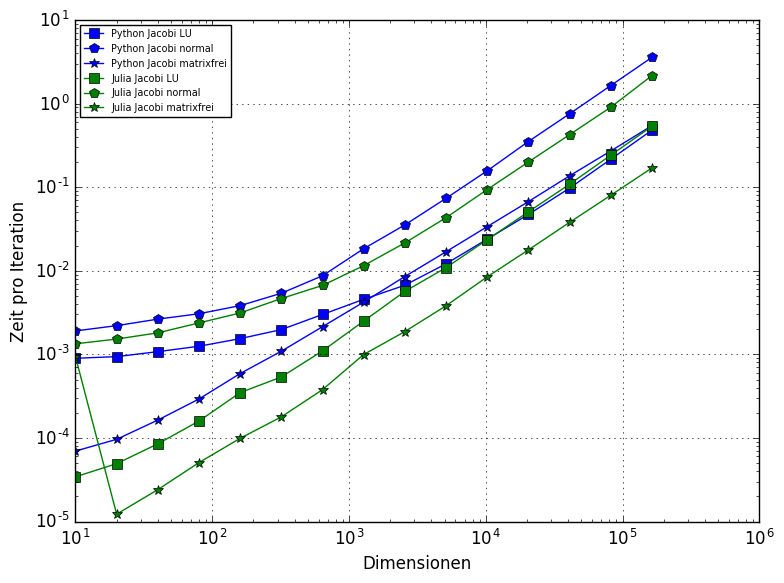 Python Jacobi LU
Python Jacobi normal
Python Jacobi matrixfrei
Julia Jacobi LU
Julia Jacobi normal
Julia Jacobi matrixfrei
Zeit pro Iteration
10^1
10^0
10^-1
10^-2
10^-3
10^-4
10^-5
10^1 10^2 10^3 10^4 10^5 10^6
Dimensionen